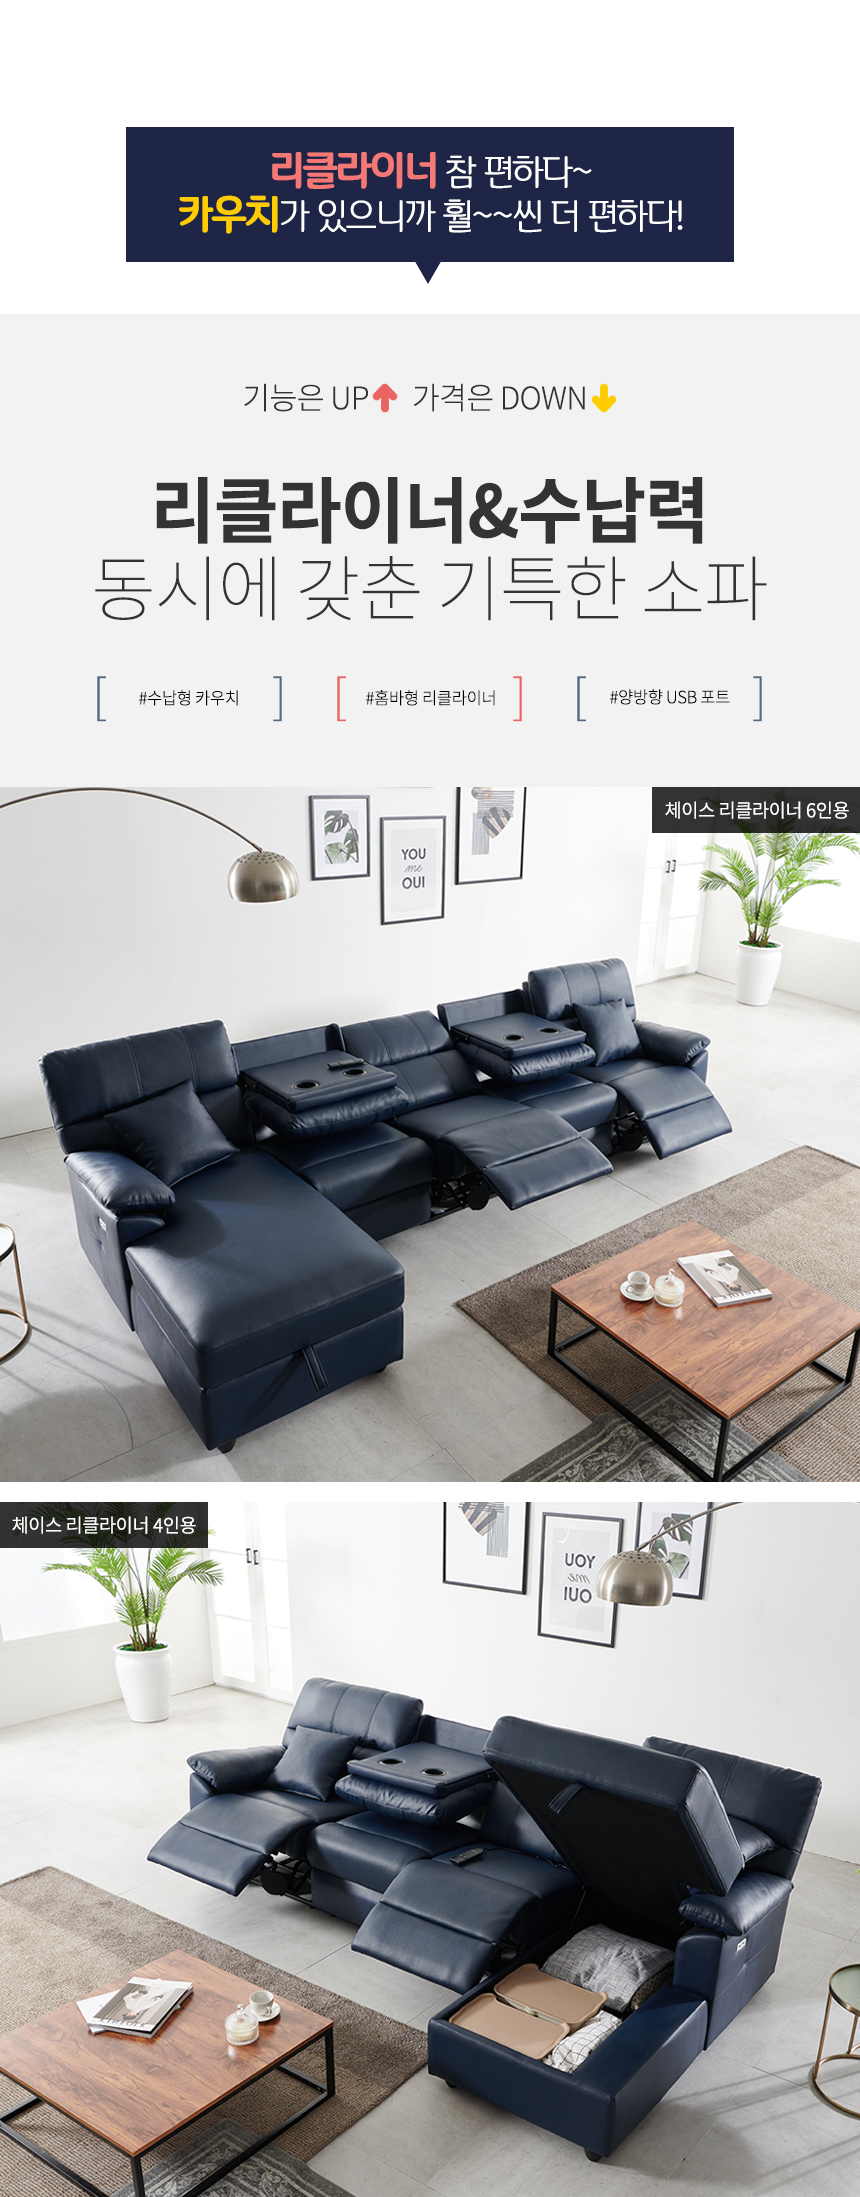 리클라이너 참 편하다~
카우치가 있으니까 훨~~씬 더 편하다!
기능은 UP 가격은 DOWN
리클라이너&수납력
동시에 갖춘 기특한 소파
#수납형 카우치
#홈바형 리클라이너
#양방향 USB 포트
체이스 리클라이너 6인용
YOU
me
OUI
체이스 리클라이너 4인용
YOU
me
OUI